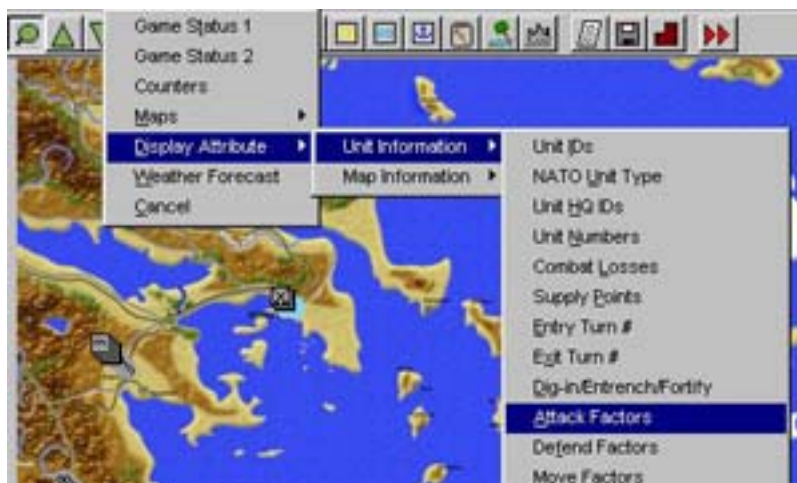 Game Status 1
Game Status 2
Counters
Maps
Display Attribute
Weather Forecast
Cancel
Unit Information
Map Information
Unit IDs
NATO Unit Type
Unit HQ IDs
Unit Numbers
Combat Losses
Supply Points
Entry Turn #
Exit Turn #
Dig-in/Entrench/Fortify
Attack Factors
Defend Factors
Move Factors